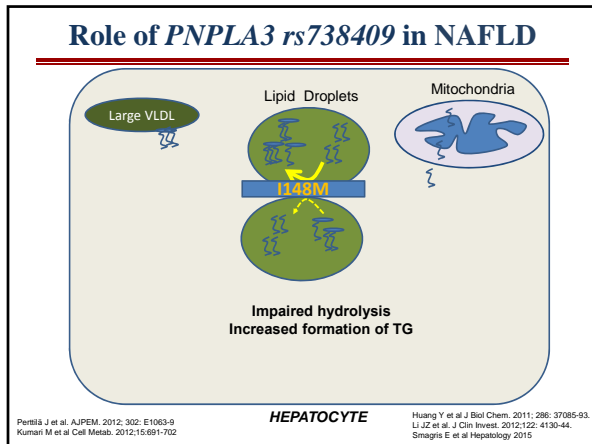 Role of PNPLA3 rs738409 in NAFLD
Lipid Droplets
Mitochondria
Large VLDL
I148M
Impaired hydrolysis
Increased formation of TG
HEPATOCYTE
Perttilä J et al. AJPEM. 2012; 302: E1063-9
Kumari M et al Cell Metab. 2012;15:691-702
Huang Y et al J Biol Chem. 2011; 286: 37085-93.
Li JZ et al. J Clin Invest. 2012;122: 4130-44.
Smagris E et al Hepatology 2015